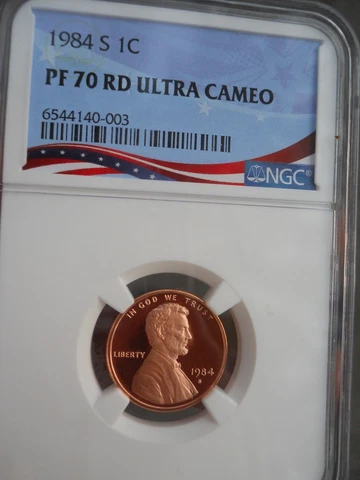 1984 S 1C
PF 70 RD ULTRA CAMEO
6544140-003
NGC®
IN GOD WE TRUST
LIBERTY
1984
S